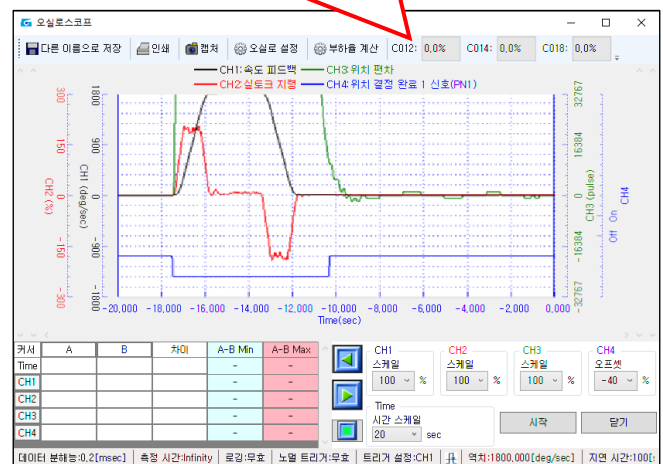 오실로스코프
다른 이름으로 저장 인쇄 캡처 오실로 설정 부하율 계산 C012: 0,0% C014: 0,0% C018: 0,0%
CH1:속도 피드백 CH3:위치 편차
CH2:실토크 지령 CH4:위치 결정 완료 1 신호(PN1)
300 1800 32767
150 900 16384
CH2 (%) 0 CH1 (deg/sec) 0 0 CH3 (pulse) Off On CH4
-150 -900 -16384
-300 -1800 -32767
-20,000 -18,000 -16,000 -14,000 -12,000 -10,000 -8,000 -6,000 -4,000 -2,000 0,000
Time(sec)
커서 A B 차이 A-B Min A-B Max
Time - -
CH1 - -
CH2 - -
CH3 - -
CH4 - -
CH1 CH2 CH3 CH4
스케일 스케일 스케일 오프셋
100 % 100 % 100 % -40 %
Time
시간 스케일
20 sec
시작 닫기
데이터 분해능:0,2[msec] 측정 시간:Infinity 로깅:무효 노멀 트리거:무효 트리거 설정:CH1 역치:1800,000[deg/sec] 지연 시간:100[